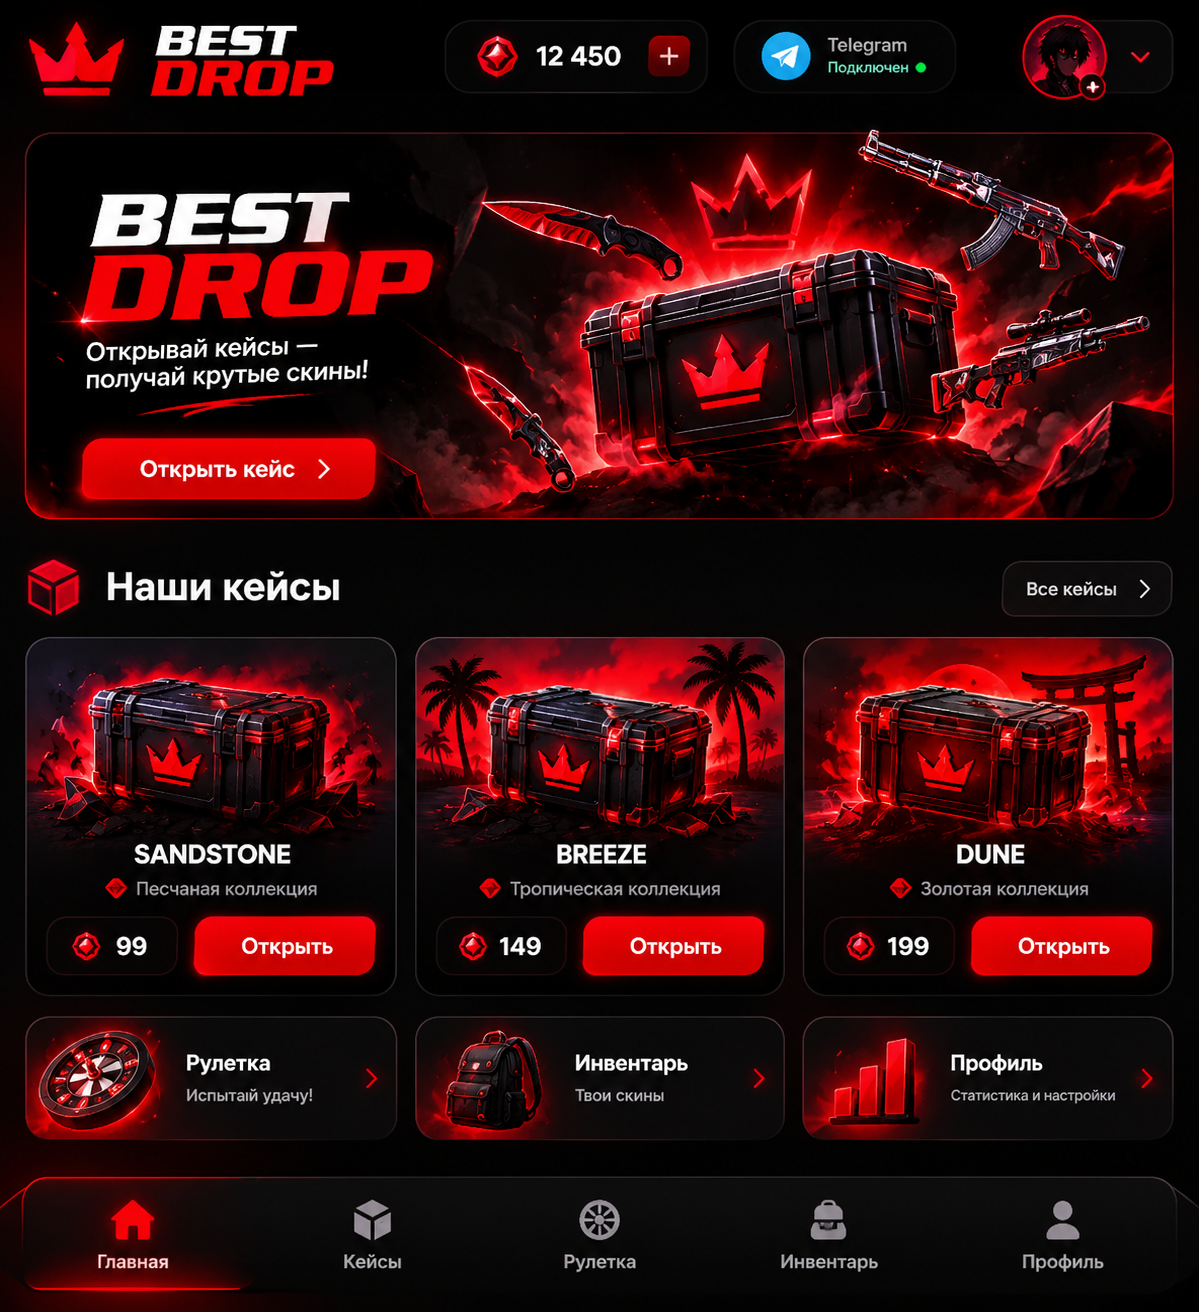 BEST
DROP
12 450
Telegram
Подключен
BEST
DROP
Открывай кейсы —
получай крутые скины!
Открыть кейс
Наши кейсы
Все кейсы
SANDSTONE
Песчаная коллекция
99
Открыть
BREEZE
Тропическая коллекция
149
Открыть
DUNE
Золотая коллекция
199
Открыть
Рулетка
Испытай удачу!
Инвентарь
Твои скины
Профиль
Статистика и настройки
Главная
Кейсы
Рулетка
Инвентарь
Профиль